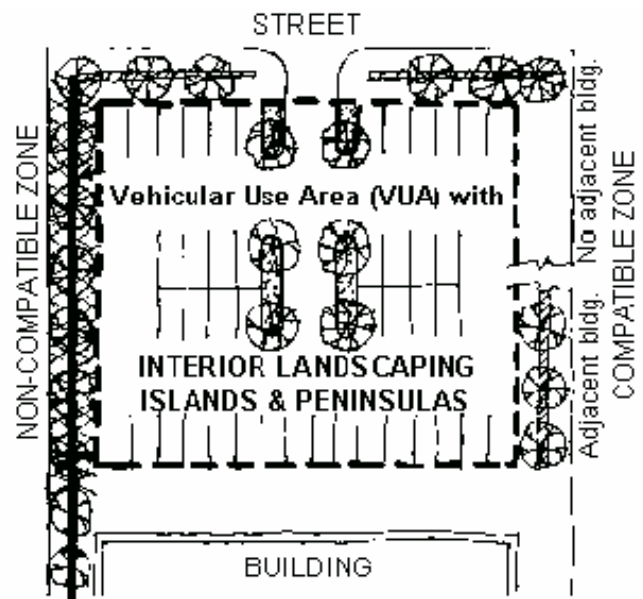 STREET
NON-COMPATIBLE ZONE
Vehicular Use Area (VUA) with
INTERIOR LANDSCAPING
ISLANDS & PENINSULAS
No adjacent bldg.
Adjacent bldg.
COMPATIBLE ZONE
BUILDING